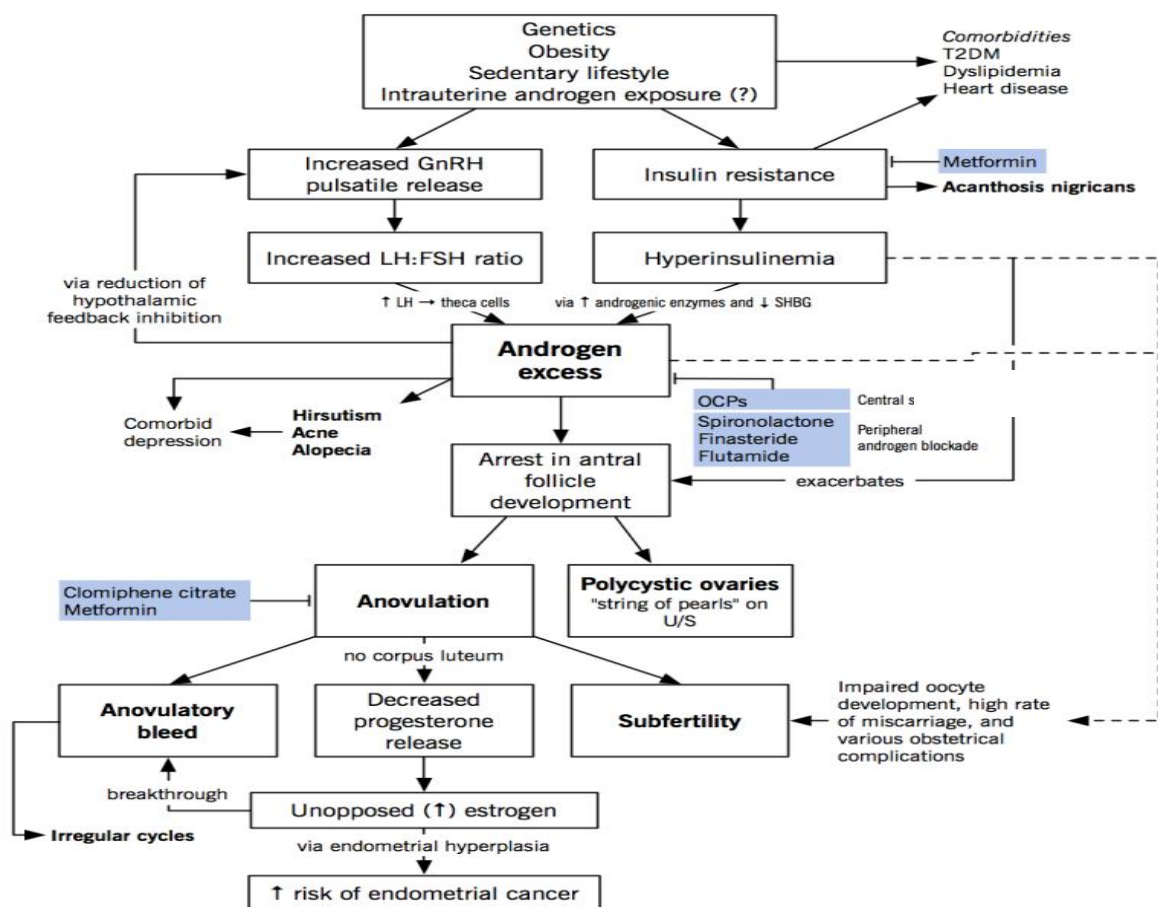 Genetics
Obesity
Sedentary lifestyle
Intrauterine androgen exposure (?)
Comorbidities
T2DM
Dyslipidemia
Heart disease
Increased GnRH
pulsatile release
Insulin resistance
Metformin
Acanthosis nigricans
Increased LH:FSH ratio
Hyperinsulinemia
via reduction of
hypothalamic
feedback inhibition
↑ LH → theca cells
via ↑ androgenic enzymes and ↓ SHBG
Androgen
excess
Comorbid
depression
Hirsutism
Acne
Alopecia
OCPs
Central s
Spironolactone
Finasteride
Flutamide
Peripheral
androgen blockade
Arrest in antral
follicle
development
exacerbates
Clomiphene citrate
Metformin
Anovulation
Polycystic ovaries
"string of pearls" on
U/S
no corpus luteum
Anovulatory
bleed
Decreased
progesterone
release
Subfertility
Impaired oocyte
development, high rate
of miscarriage, and
various obstetrical
complications
breakthrough
Unopposed (↑) estrogen
Irregular cycles
via endometrial hyperplasia
↑ risk of endometrial cancer